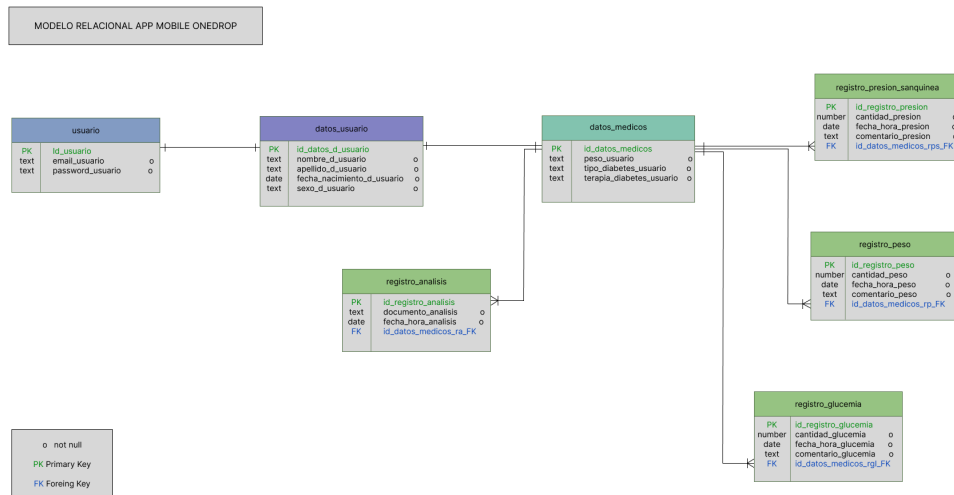 MODELO RELACIONAL APP MOBILE ONEDROP
usuario
PK Id_usuario
text email_usuario o
text password_usuario o
datos_usuario
PK id_datos_d_usuario
text nombre_d_usuario o
text apellido_d_usuario o
date fecha_nacimiento_d_usuario o
text sexo_d_usuario o
datos_medicos
PK id_datos_medicos
text peso_usuario o
text tipo_diabetes_usuario o
text terapia_diabetes_usuario o
registro_presion_sanquinea
PK id_registro_presion
number cantidad_presion o
date fecha_hora_presion o
text comentario_presion o
FK id_datos_medicos_rps_FK
registro_peso
PK id_registro_peso
number cantidad_peso o
date fecha_hora_peso o
text comentario_peso o
FK id_datos_medicos_rp_FK
registro_analisis
PK id_registro_analisis
text documento_analisis o
date fecha_hora_analisis o
FK id_datos_medicos_ra_FK
registro_glucemia
PK id_registro_glucemia
number cantidad_glucemia o
date fecha_hora_glucemia o
text comentario_glucemia o
FK id_datos_medicos_rgl_FK
o not null
PK Primary Key
FK Foreing Key